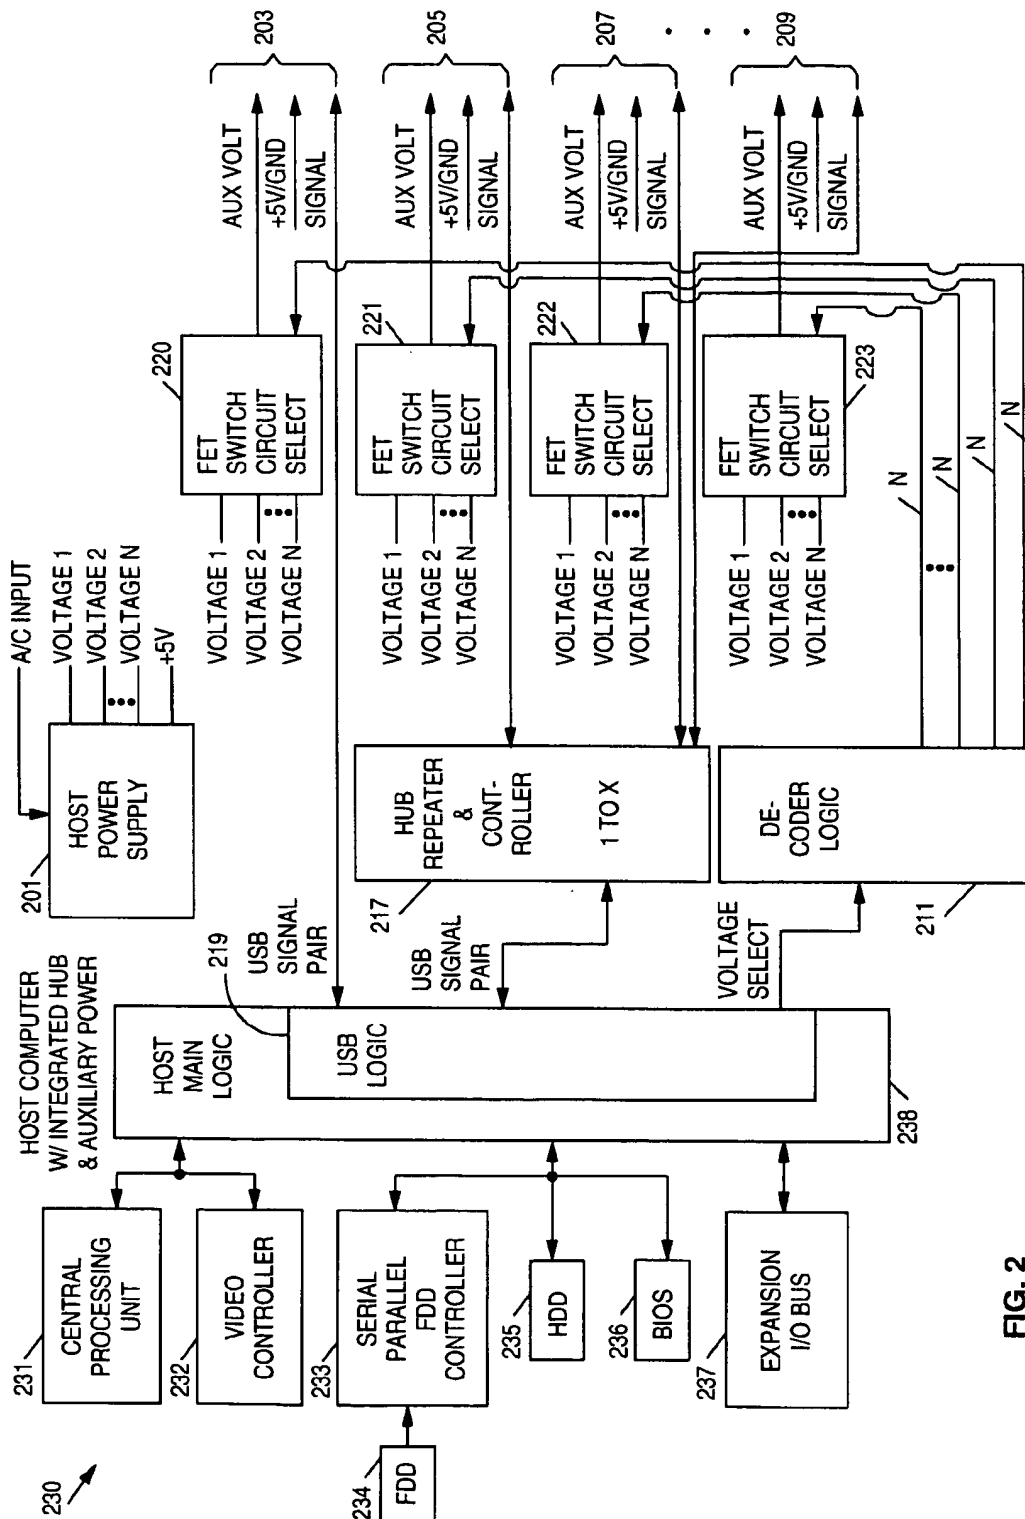 230
HOST COMPUTER
W/ INTEGRATED HUB
& AUXILIARY POWER
231
CENTRAL
PROCESSING
UNIT
232
VIDEO
CONTROLLER
233
SERIAL
PARALLEL
FDD
CONTROLLER
234
FDD
235
HDD
236
BIOS
237
EXPANSION
I/O BUS
HOST
MAIN
LOGIC
219
USB
LOGIC
238
201
HOST
POWER
SUPPLY
A/C INPUT
VOLTAGE 1
VOLTAGE 2
VOLTAGE N
+5V
USB
SIGNAL
PAIR
USB
SIGNAL
PAIR
VOLTAGE
SELECT
217
HUB
REPEATER
&
CONT-
ROLLER
1 TO X
DE-
CODER
LOGIC
211
VOLTAGE 1
VOLTAGE 2
VOLTAGE N
220
FET
SWITCH
CIRCUIT
SELECT
AUX VOLT
+5V/GND
SIGNAL
203
VOLTAGE 1
VOLTAGE 2
VOLTAGE N
221
FET
SWITCH
CIRCUIT
SELECT
AUX VOLT
+5V/GND
SIGNAL
205
VOLTAGE 1
VOLTAGE 2
VOLTAGE N
222
FET
SWITCH
CIRCUIT
SELECT
AUX VOLT
+5V/GND
SIGNAL
207
VOLTAGE 1
VOLTAGE 2
VOLTAGE N
223
FET
SWITCH
CIRCUIT
SELECT
AUX VOLT
+5V/GND
SIGNAL
209
N
N
N
N
FIG. 2